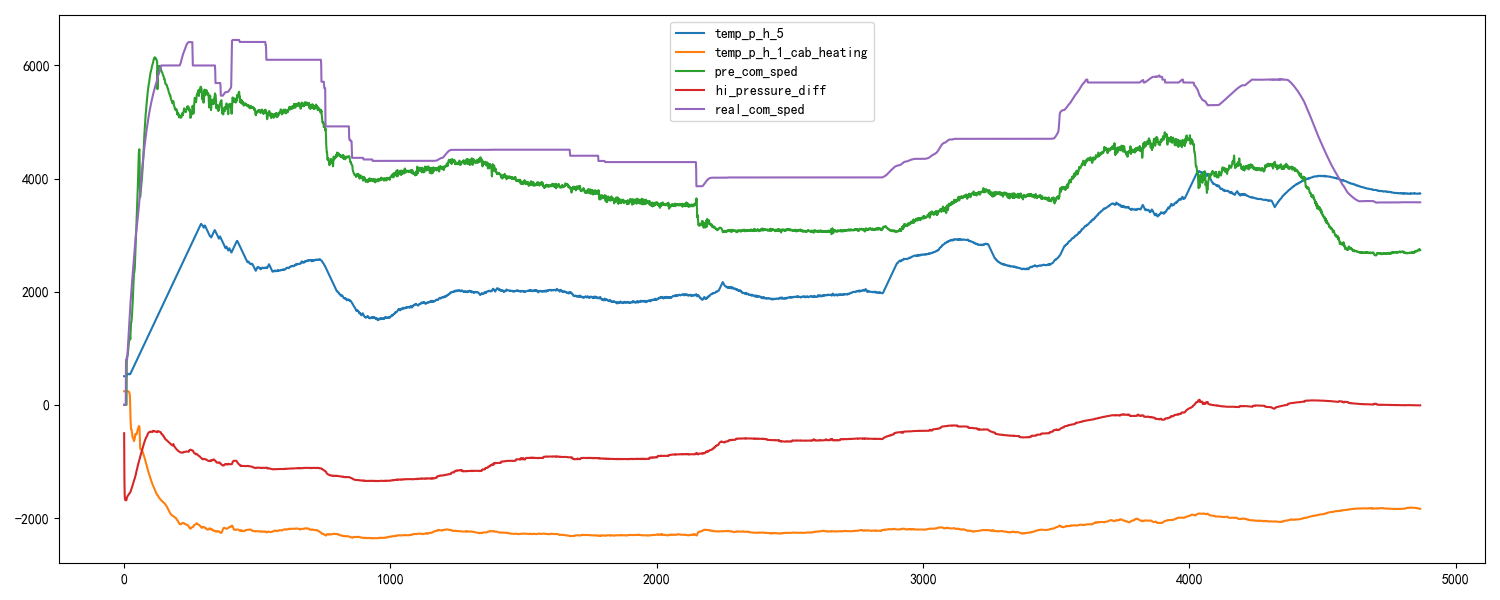 temp_p_h_5
temp_p_h_1_cab_heating
pre_com_sped
hi_pressure_diff
real_com_sped
6000
4000
2000
0
−2000
0 1000 2000 3000 4000 5000